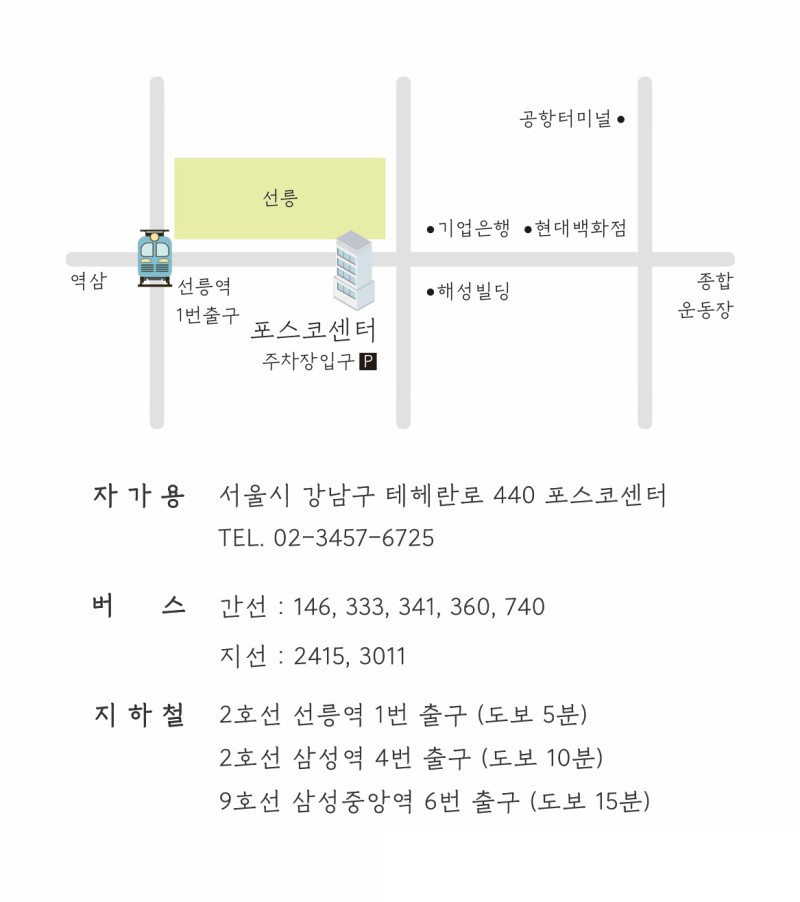 공항터미널
선릉
기업은행 현대백화점
역삼
선릉역
1번출구
해성빌딩
종합
운동장
포스코센터
주차장입구 P
자가용 서울시 강남구 테헤란로 440 포스코센터
TEL. 02-3457-6725
버스 간선 : 146, 333, 341, 360, 740
지선 : 2415, 3011
지하철 2호선 선릉역 1번 출구 (도보 5분)
2호선 삼성역 4번 출구 (도보 10분)
9호선 삼성중앙역 6번 출구 (도보 15분)